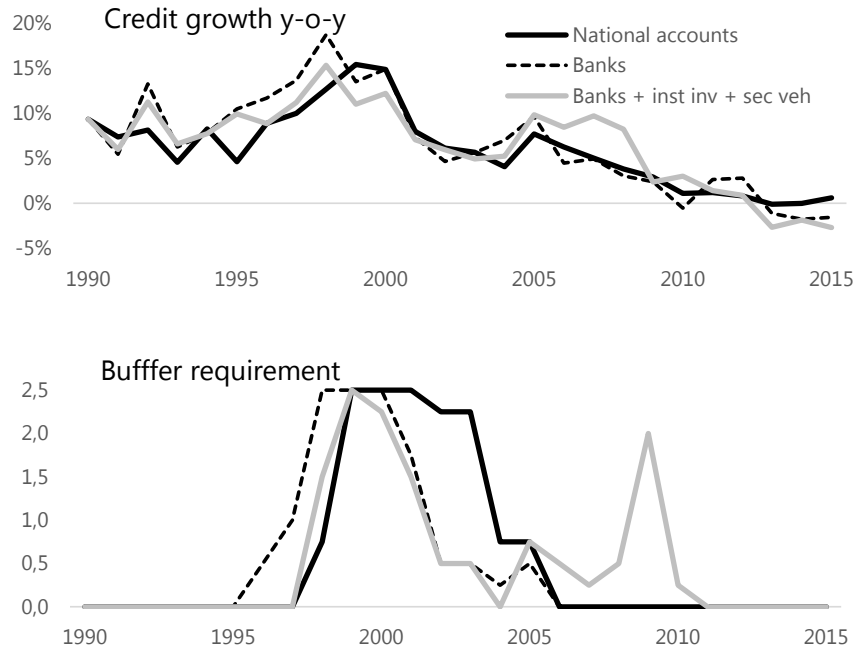 Credit growth y-o-y
National accounts
Banks
Banks + inst inv + sec veh
20%
15%
10%
5%
0%
-5%
1990 1995 2000 2005 2010 2015
Bufffer requirement
2,5
2,0
1,5
1,0
0,5
0,0
1990 1995 2000 2005 2010 2015